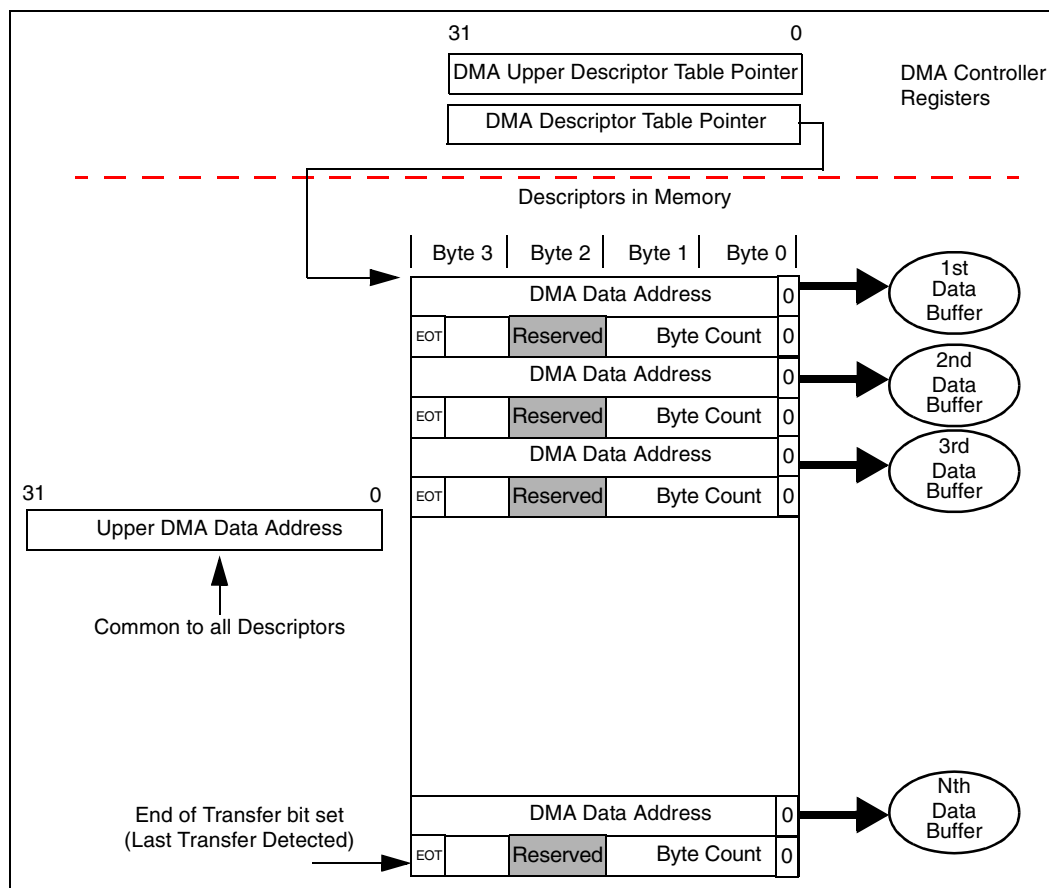 31 0
DMA Upper Descriptor Table Pointer
DMA Controller
Registers
DMA Descriptor Table Pointer
Descriptors in Memory
Byte 3 Byte 2 Byte 1 Byte 0
DMA Data Address 0
1st
Data
Buffer
EOT Reserved Byte Count 0
DMA Data Address 0
2nd
Data
Buffer
EOT Reserved Byte Count 0
DMA Data Address 0
3rd
Data
Buffer
EOT Reserved Byte Count 0
31 0
Upper DMA Data Address
Common to all Descriptors
End of Transfer bit set
(Last Transfer Detected)
DMA Data Address 0
Nth
Data
Buffer
EOT Reserved Byte Count 0